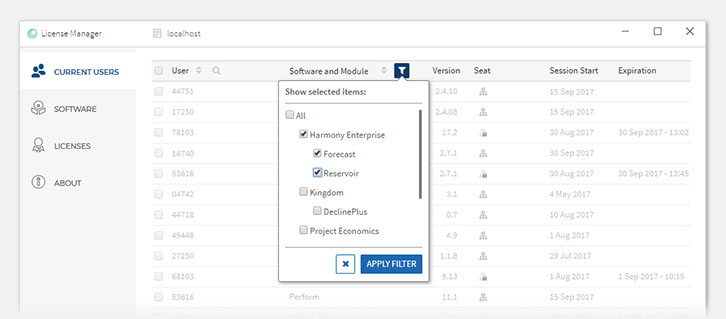 License Manager localhost
CURRENT USERS
SOFTWARE
LICENSES
ABOUT
User Software and Module Version Seat Session Start Expiration
44751 2.4.10 15 Sep 2017
17250 2.4.08 15 Sep 2017
78103 17.2 30 Aug 2017 30 Sep 2017 - 13:02
14740 2.7.1 30 Sep 2017
53616 2.7.1 30 Aug 2017 30 Sep 2017 - 12:45
04742 3.1 4 May 2017
44718 0.7 10 Aug 2017
49448 4.9 1 Aug 2017
27250 1.1.8 29 Jul 2017
68103 9.13 1 Aug 2017 1 Sep 2017 - 10:15
53616 Perform 11.1 15 Sep 2017
Show selected items:
All
Harmony Enterprise
Forecast
Reservoir
Kingdom
DeclinePlus
Project Economics
APPLY FILTER